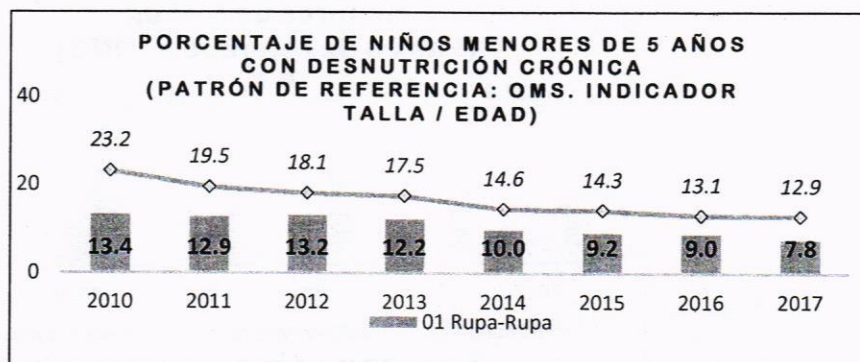 PORCENTAJE DE NIÑOS MENORES DE 5 AÑOS
CON DESNUTRICIÓN CRÓNICA
(PATRÓN DE REFERENCIA: OMS. INDICADOR
TALLA / EDAD)
40
23.2 19.5 18.1 17.5 14.6 14.3 13.1 12.9
20
13.4 12.9 13.2 12.2 10.0 9.2 9.0 7.8
0
2010 2011 2012 2013 2014 2015 2016 2017
01 Rupa-Rupa